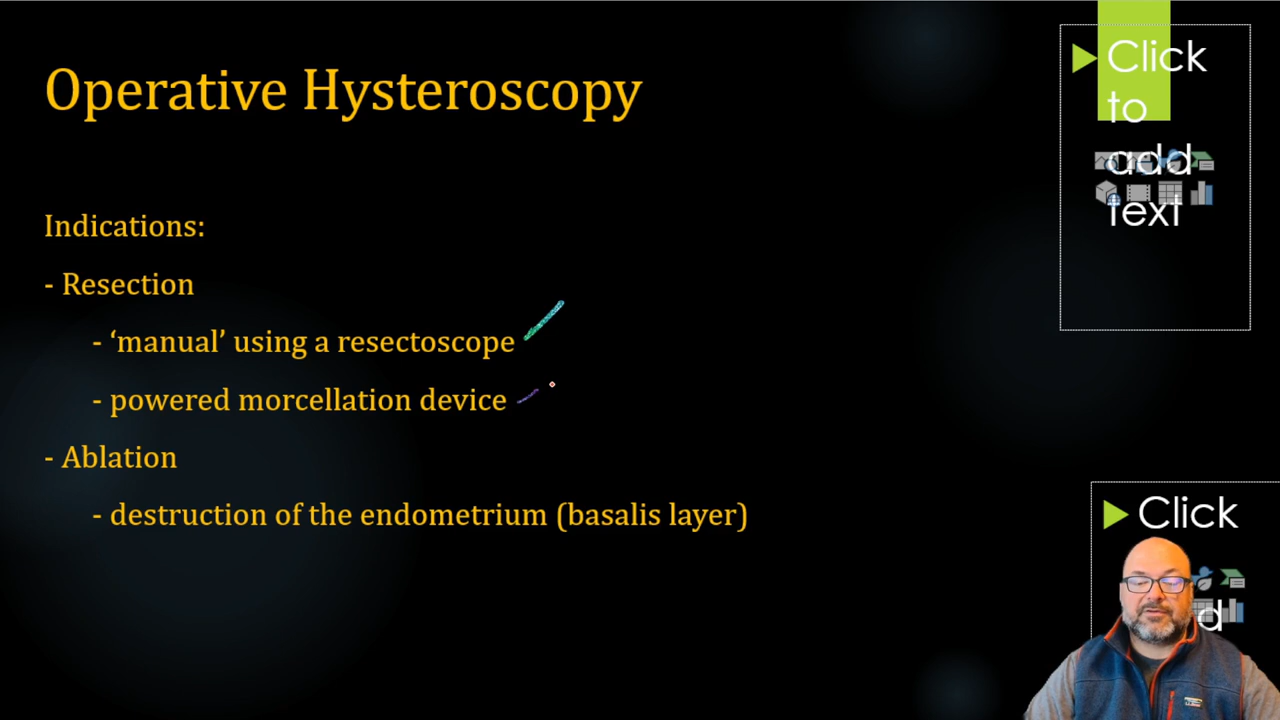 Operative Hysteroscopy
Indications:
- Resection
- ‘manual’ using a resectoscope
- powered morcellation device
- Ablation
- destruction of the endometrium (basalis layer)
Click
to
add
text
Click